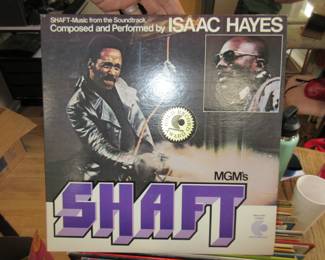 SHAFT-Music from the Soundtrack
Composed and Performed by ISAAC HAYES
MGM's
SHAFT